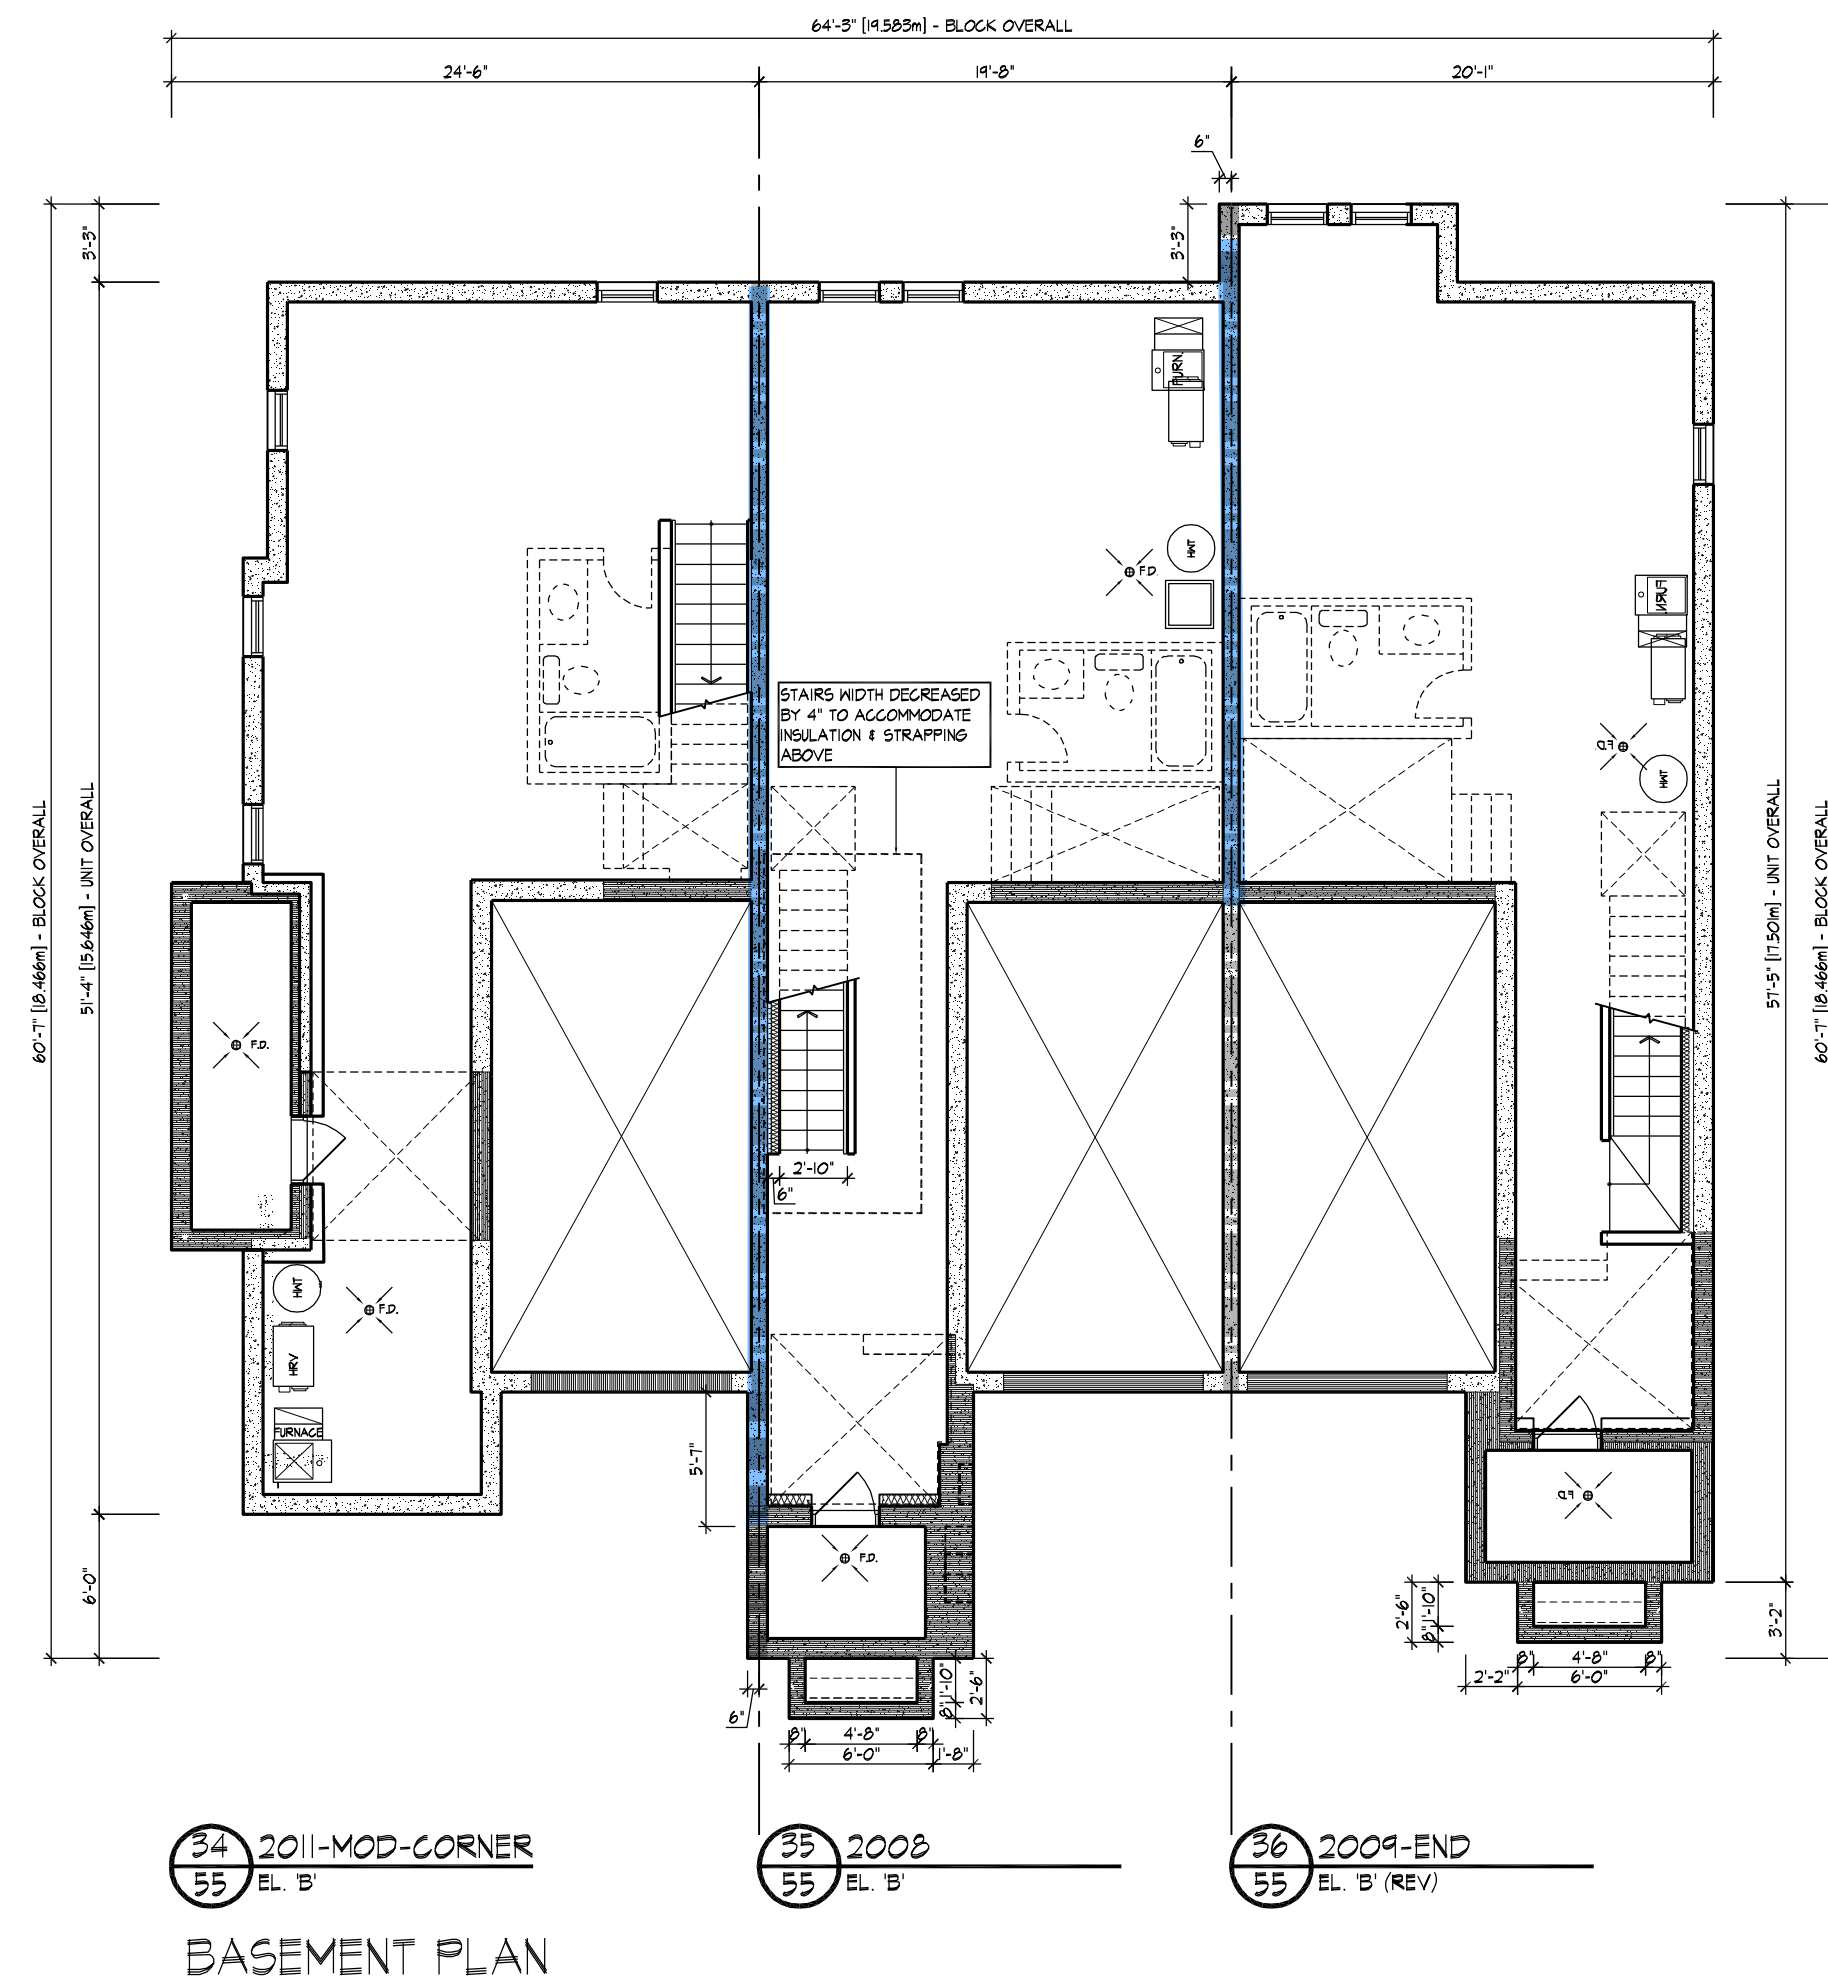 64'-3" [19.583m] - BLOCK OVERALL
24'-6"
19'-8"
20'-1"
6"
3'-3"
3'-3"
FURN.
HWT
F.D.
FURN.
STAIRS WIDTH DECREASED
BY 4" TO ACCOMMODATE
INSULATION & STRAPPING
ABOVE
F.D.
HWT
60'-7" [18.466m] - BLOCK OVERALL
51'-4" [15.646m] - UNIT OVERALL
57'-5" [17.501m] - UNIT OVERALL
60'-7" [18.466m] - BLOCK OVERALL
F.D.
2'-10"
6"
HWT
F.D.
HRV
FURNACE
5'-7"
F.D.
F.D.
6'-0"
2'-6"
1'-10"
8"
3'-2"
8"
4'-8"
8"
2'-2"
6'-0"
1'-10"
8"
2'-6"
6"
8"
4'-8"
8"
6'-0"
1'-8"
34
55
2011-MOD-CORNER
EL. 'B'
35
55
2008
EL. 'B'
36
55
2009-END
EL. 'B' (REV)
BASEMENT PLAN